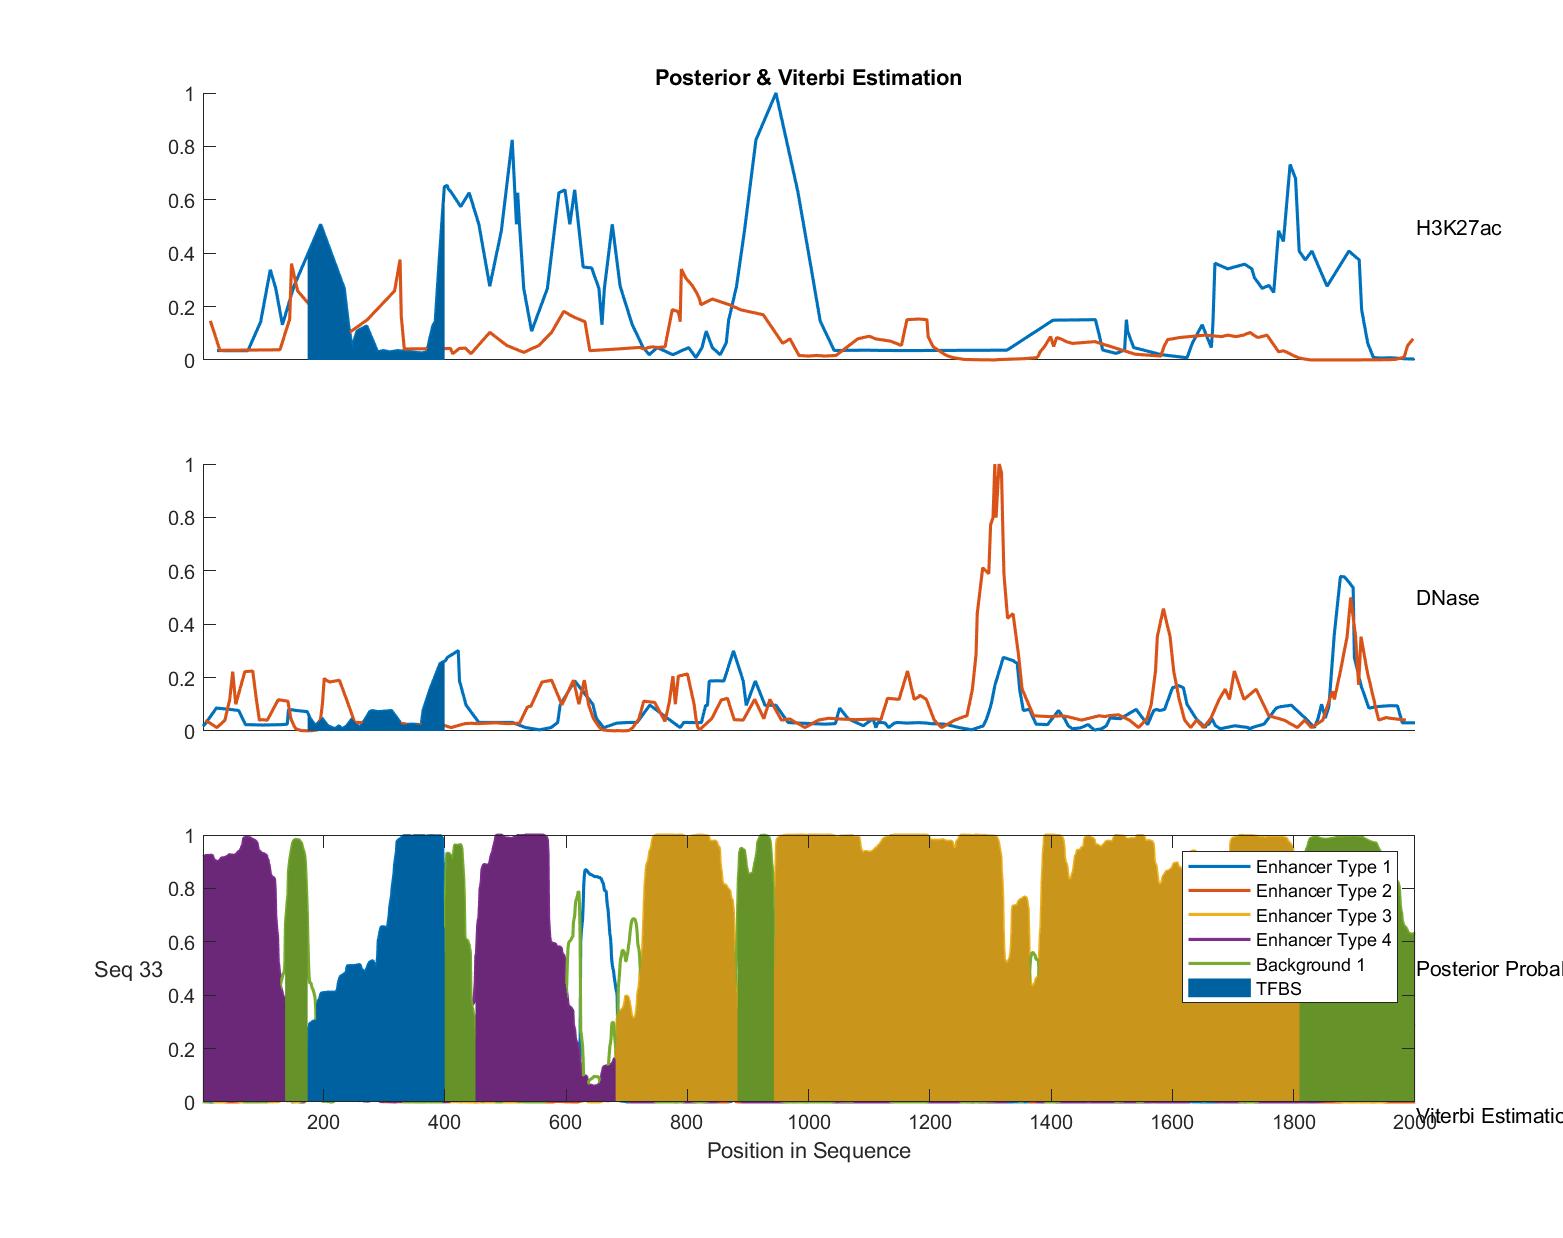 Posterior & Viterbi Estimation
1
0.8
0.6
0.4
0.2
0
H3K27ac
1
0.8
0.6
0.4
0.2
0
DNase
1
0.8
0.6
0.4
0.2
0
Seq 33
Enhancer Type 1
Enhancer Type 2
Enhancer Type 3
Enhancer Type 4
Background 1
TFBS
Posterior Probal
Viterbi Estimatio
200 400 600 800 1000 1200 1400 1600 1800 2000
Position in Sequence